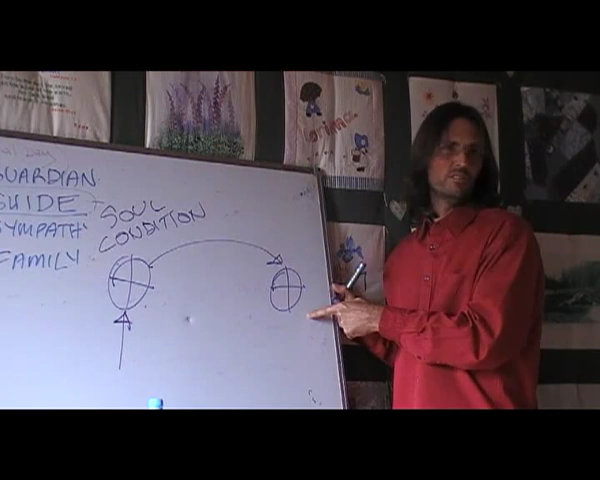 GUARDIAN
GUIDE
SYMPATH
FAMILY
SOUL
CONDITION